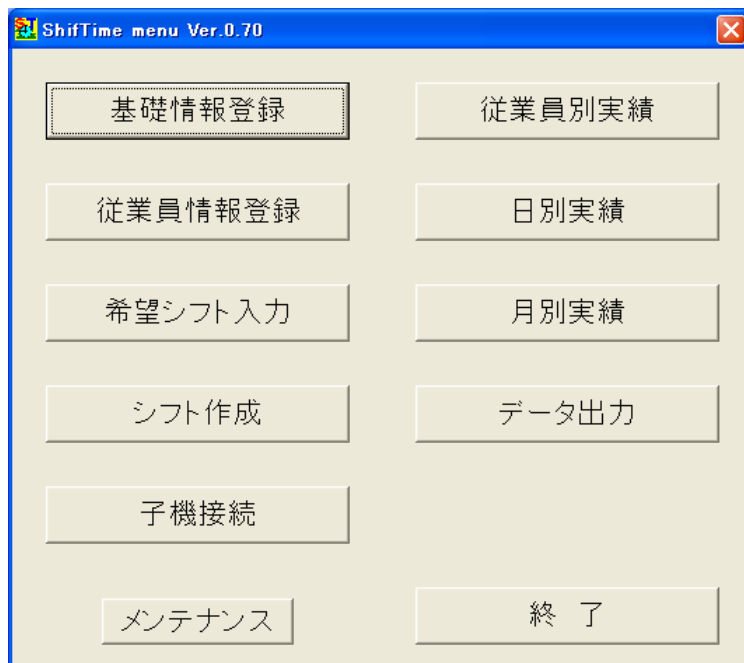 ShifTime menu Ver.0.70
基礎情報登録
従業員別実績
従業員情報登録
日別実績
希望シフト入力
月別実績
シフト作成
データ出力
子機接続
メンテナンス
終 了